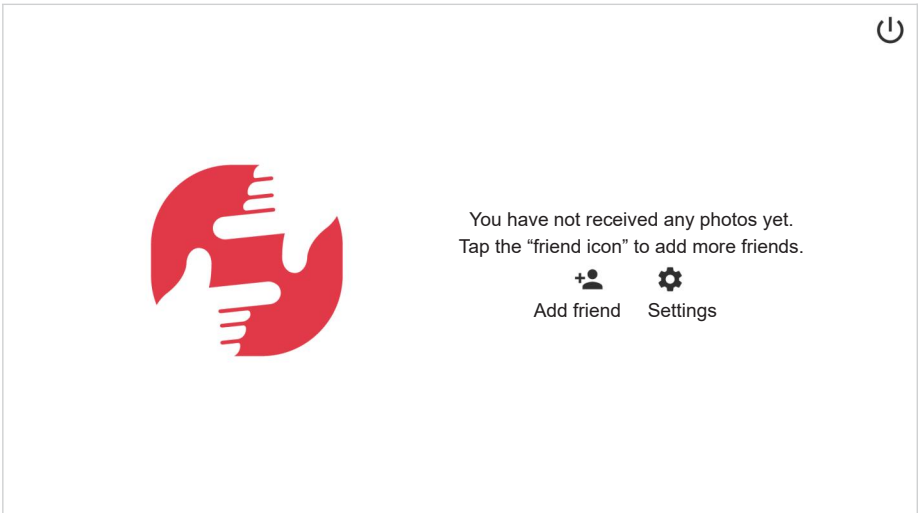 You have not received any photos yet.
Tap the “friend icon” to add more friends.
Add friend Settings